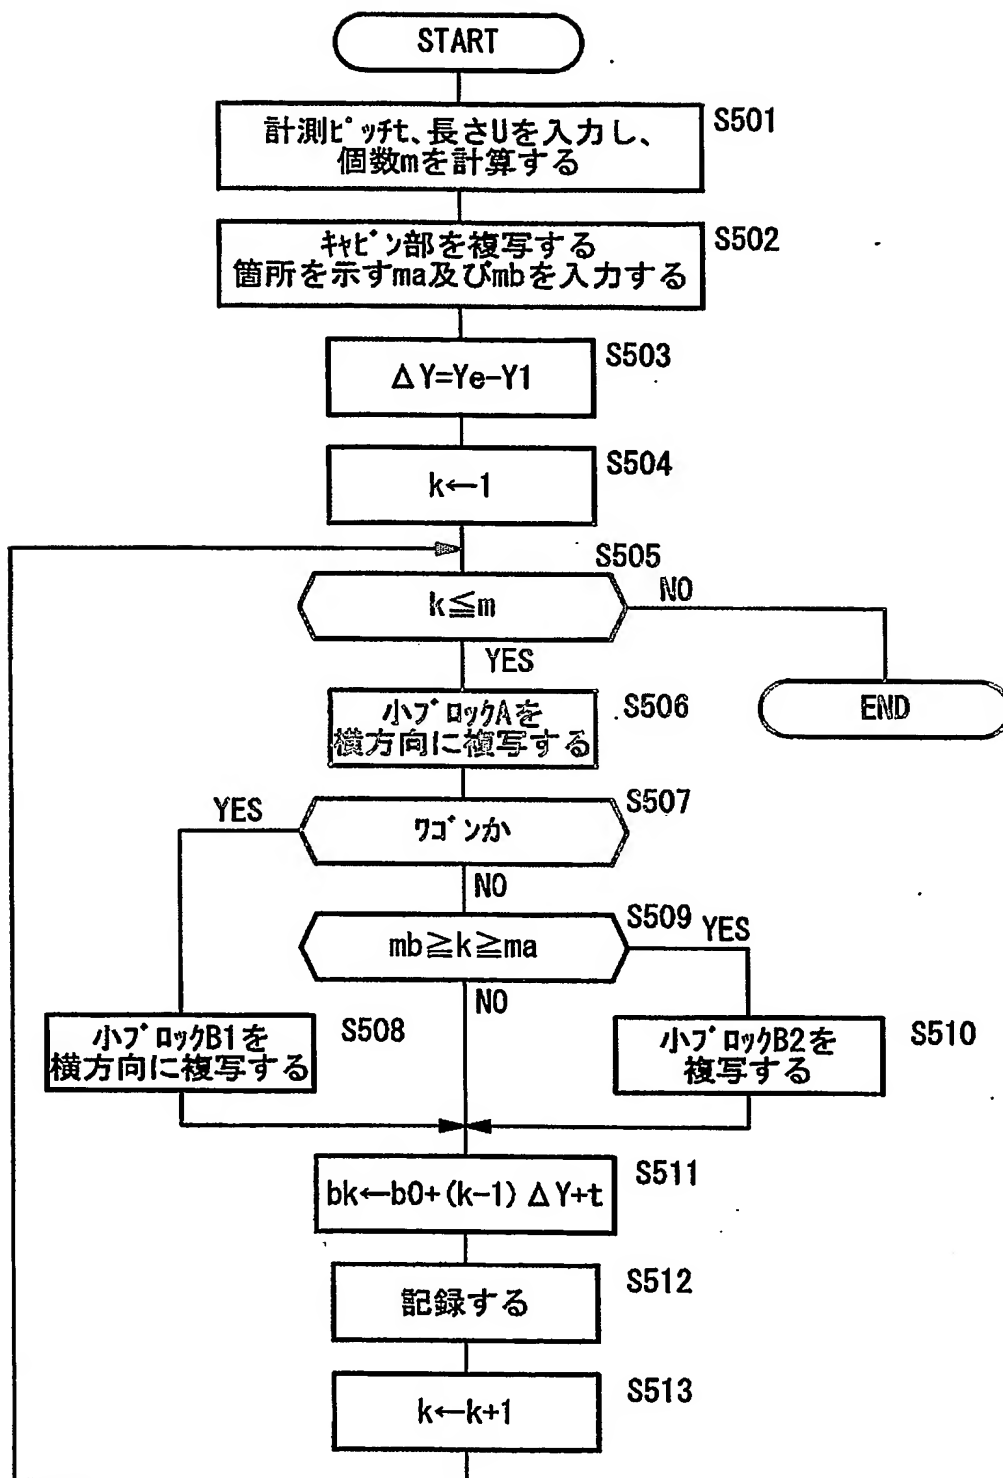 START
計測ピッチt、長さUを入力し、
個数mを計算する
S501
キャビン部を複写する
箇所を示すma及びmbを入力する
S502
ΔY=Ye-Y1
S503
k←1
S504
S505
k≦m
NO
YES
END
小ブロックAを
横方向に複写する
S506
S507
YES
ワゴンか
NO
S509
mb≧k≧ma
YES
NO
小ブロックB1を
横方向に複写する
S508
小ブロックB2を
複写する
S510
bk←b0+(k-1)ΔY+t
S511
記録する
S512
k←k+1
S513